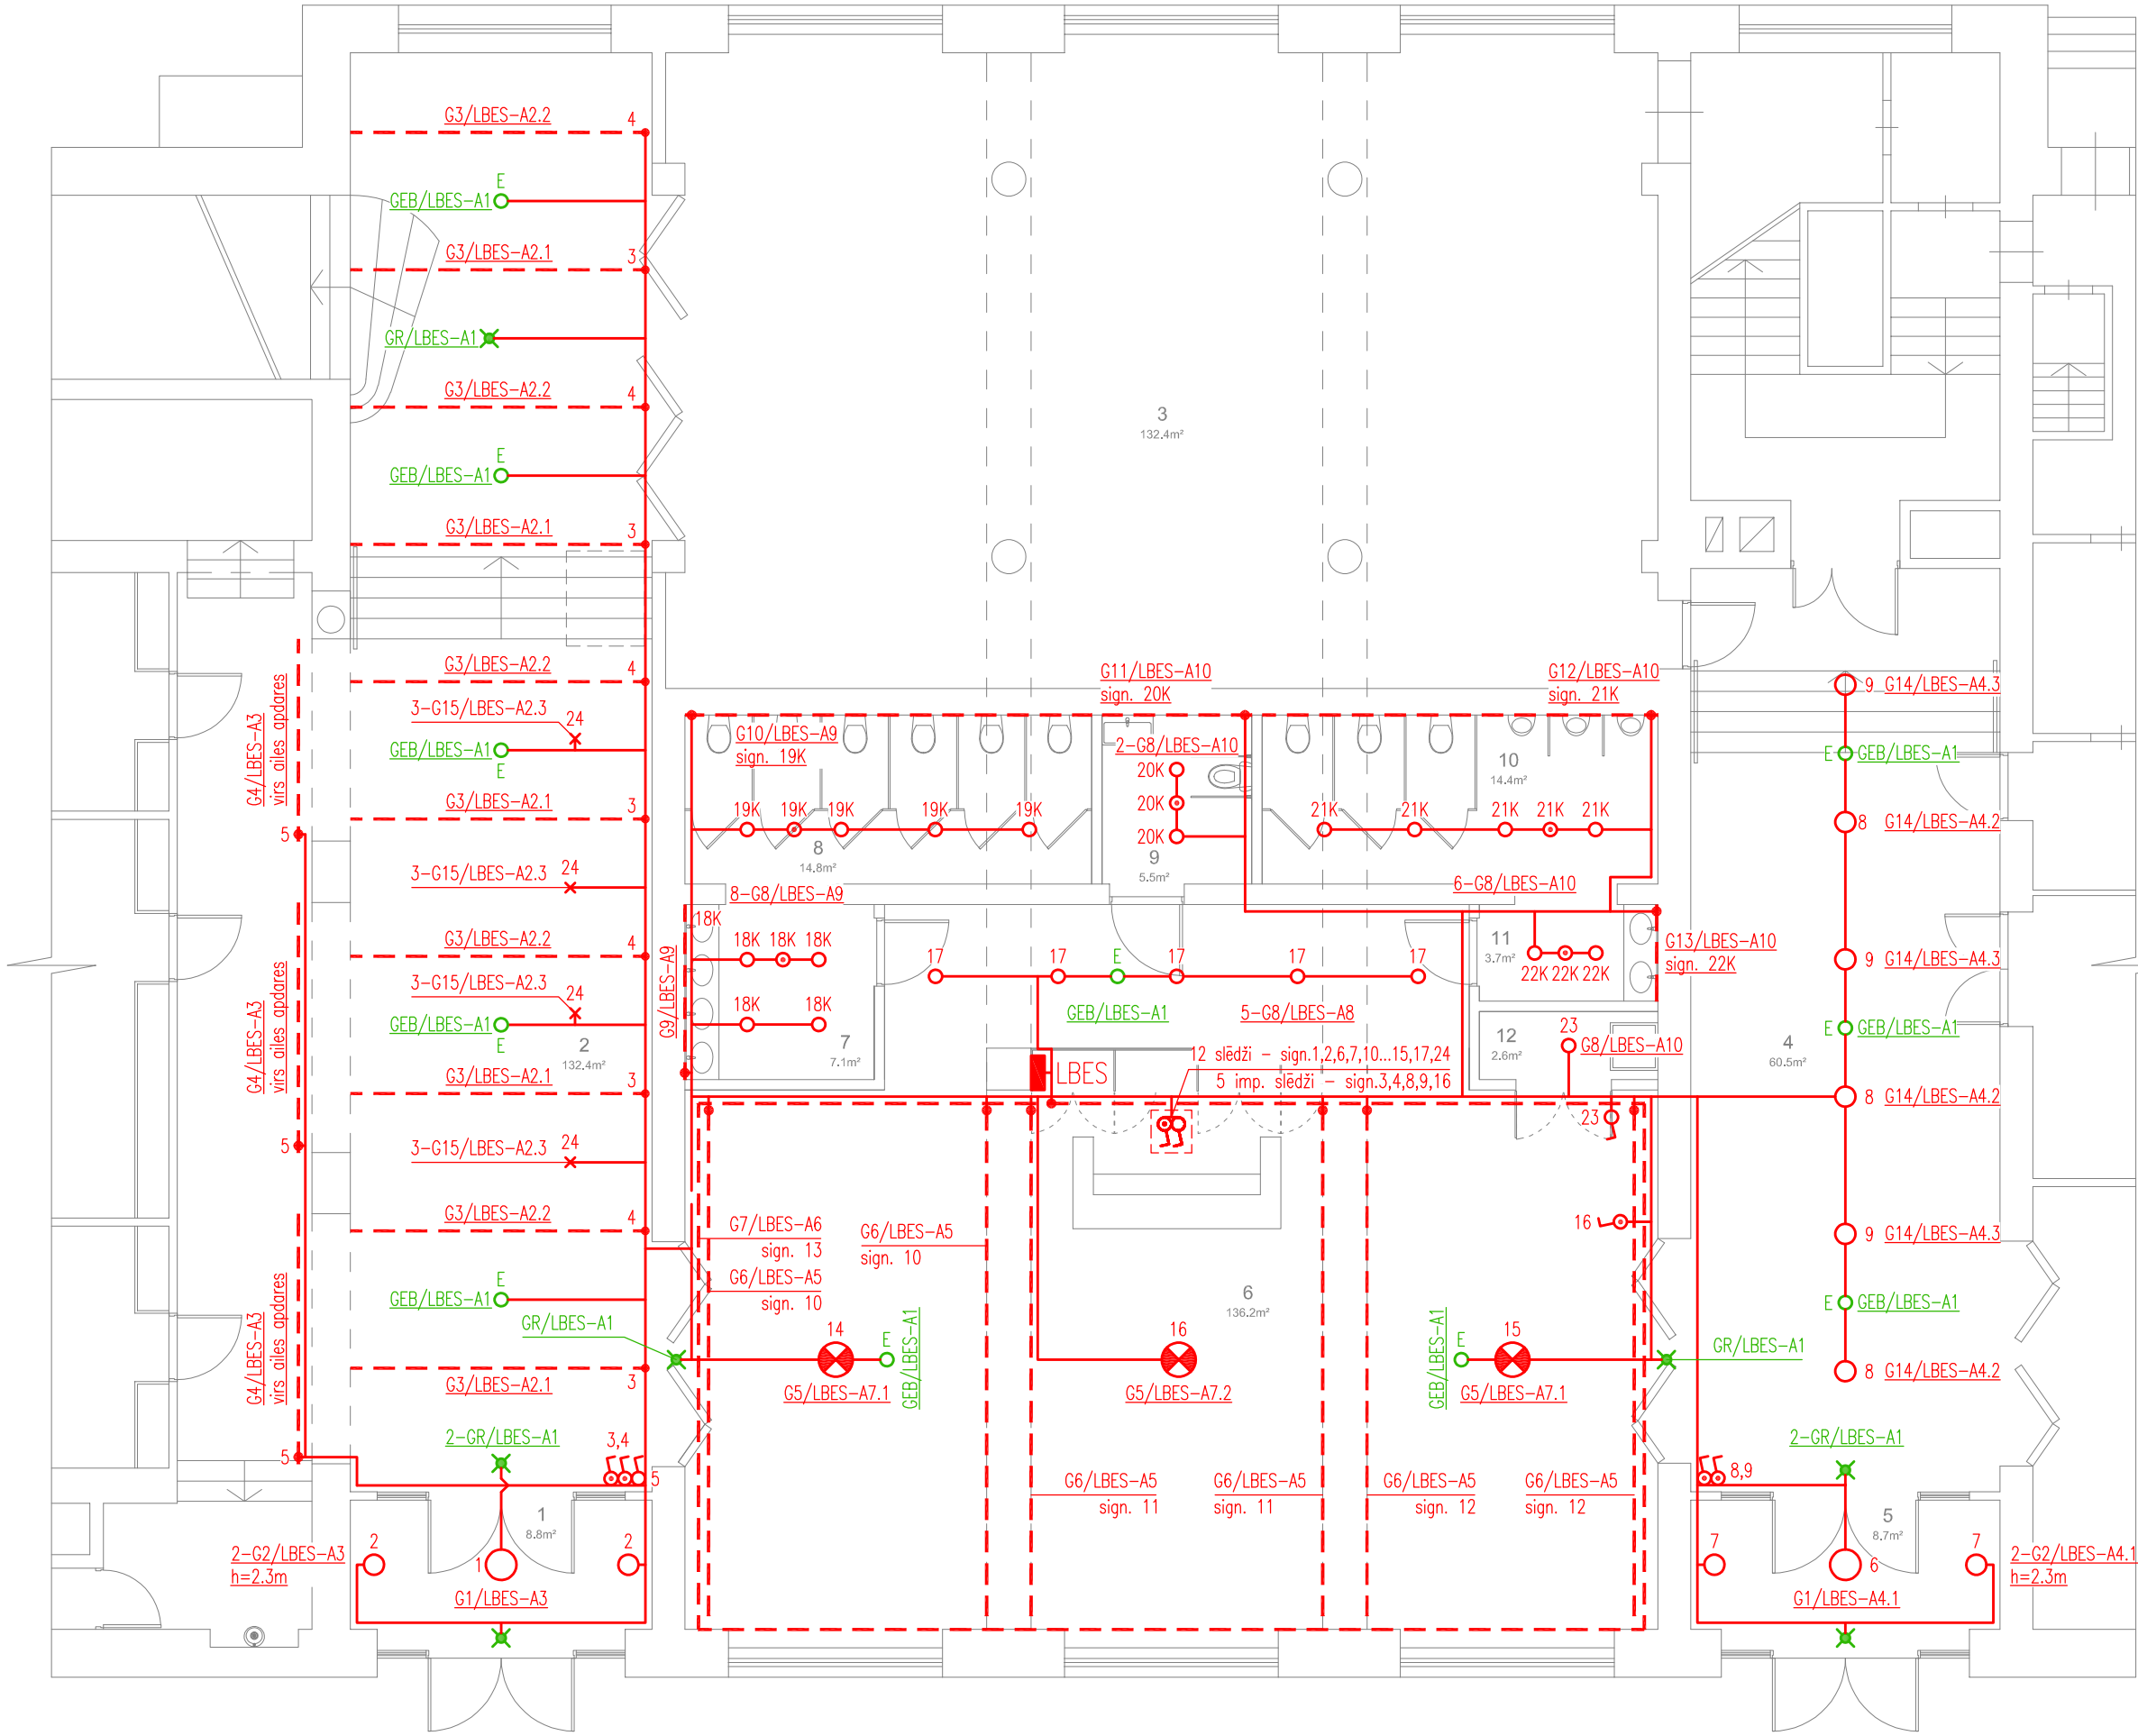 G3/LBES-A2.2
4
E
GEB/LBES-A1
G3/LBES-A2.1
3
GR/LBES-A1
G3/LBES-A2.2
4
3
132.4m²
E
GEB/LBES-A1
G3/LBES-A2.1
3
G3/LBES-A2.2
4
G4/LBES-A3
virs ailes apdares
3-G15/LBES-A2.3
24
GEB/LBES-A1
E
G3/LBES-A2.1
3
5
3-G15/LBES-A2.3
24
G3/LBES-A2.2
4
G4/LBES-A3
virs ailes apdares
3-G15/LBES-A2.3
24
GEB/LBES-A1
E
2
132.4m²
G3/LBES-A2.1
3
5
3-G15/LBES-A2.3
24
G3/LBES-A2.2
4
E
GEB/LBES-A1
G4/LBES-A3
virs ailes apdares
GR/LBES-A1
G3/LBES-A2.1
3
2-GR/LBES-A1
3,4
5
5
1
8.8m²
2
2
1
2-G2/LBES-A3
h=2.3m
G1/LBES-A3
G11/LBES-A10
sign. 20K
G12/LBES-A10
sign. 21K
G10/LBES-A9
sign. 19K
2-G8/LBES-A10
20K
20K
20K
10
14.4m²
19K
19K
19K
19K
19K
21K
21K
21K
21K
21K
8
14.8m²
9
5.5m²
8-G8/LBES-A9
6-G8/LBES-A10
18K
18K
18K
18K
18K
18K
G9/LBES-A9
7
7.1m²
17
17
E
17
17
17
GEB/LBES-A1
5-G8/LBES-A8
11
3.7m²
22K
22K
22K
G13/LBES-A10
sign. 22K
12
2.6m²
23
G8/LBES-A10
23
LBES
12 slēdži - sign.1,2,6,7,10...15,17,24
5 imp. slēdži - sign.3,4,8,9,16
G7/LBES-A6
sign. 13
G6/LBES-A5
sign. 10
G6/LBES-A5
sign. 10
16
6
136.2m²
14
E
GEB/LBES-A1
G5/LBES-A7.1
16
G5/LBES-A7.2
GEB/LBES-A1
E
15
G5/LBES-A7.1
GR/LBES-A1
G6/LBES-A5
sign. 11
G6/LBES-A5
sign. 11
G6/LBES-A5
sign. 12
G6/LBES-A5
sign. 12
9
G14/LBES-A4.3
E
GEB/LBES-A1
8
G14/LBES-A4.2
9
G14/LBES-A4.3
E
GEB/LBES-A1
4
60.5m²
8
G14/LBES-A4.2
9
G14/LBES-A4.3
E
GEB/LBES-A1
8
G14/LBES-A4.2
2-GR/LBES-A1
8,9
5
8.7m²
7
7
6
2-G2/LBES-A4.1
h=2.3m
G1/LBES-A4.1